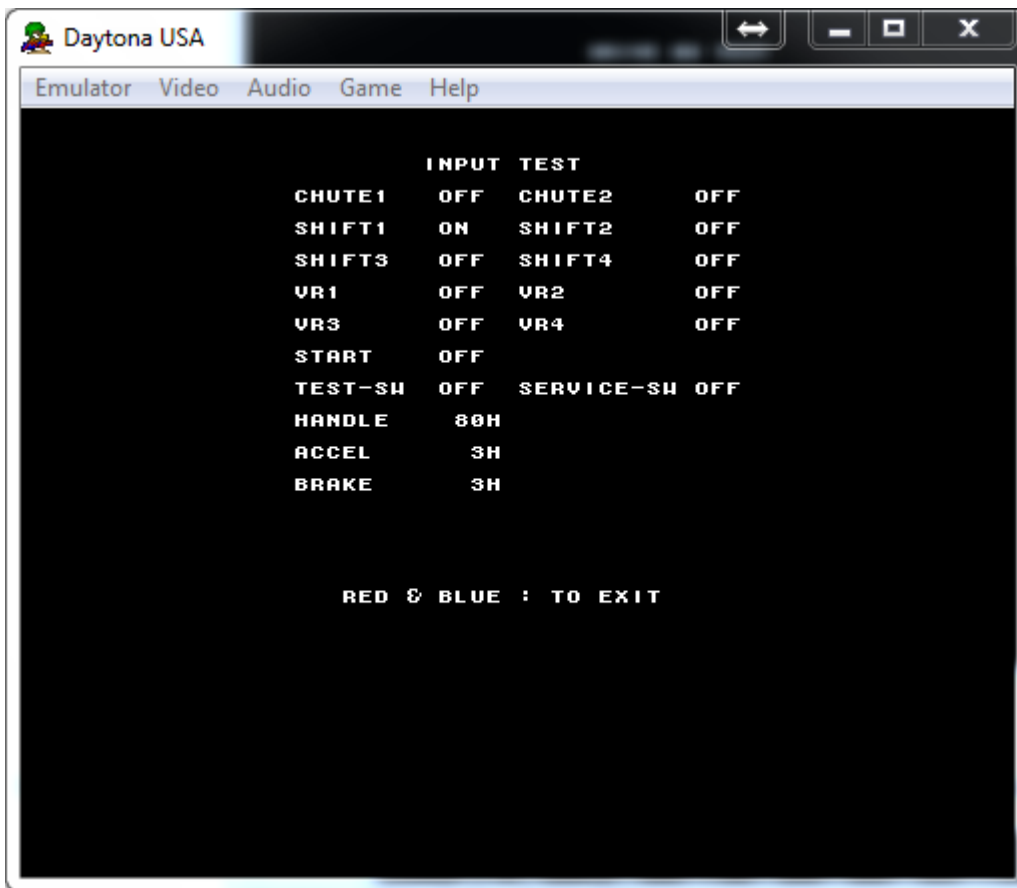 Daytona USA
Emulator Video Audio Game Help
INPUT TEST
CHUTE1 OFF CHUTE2 OFF
SHIFT1 ON SHIFT2 OFF
SHIFT3 OFF SHIFT4 OFF
VR1 OFF VR2 OFF
VR3 OFF VR4 OFF
START OFF
TEST-SW OFF SERVICE-SW OFF
HANDLE 80H
ACCEL 3H
BRAKE 3H
RED & BLUE : TO EXIT